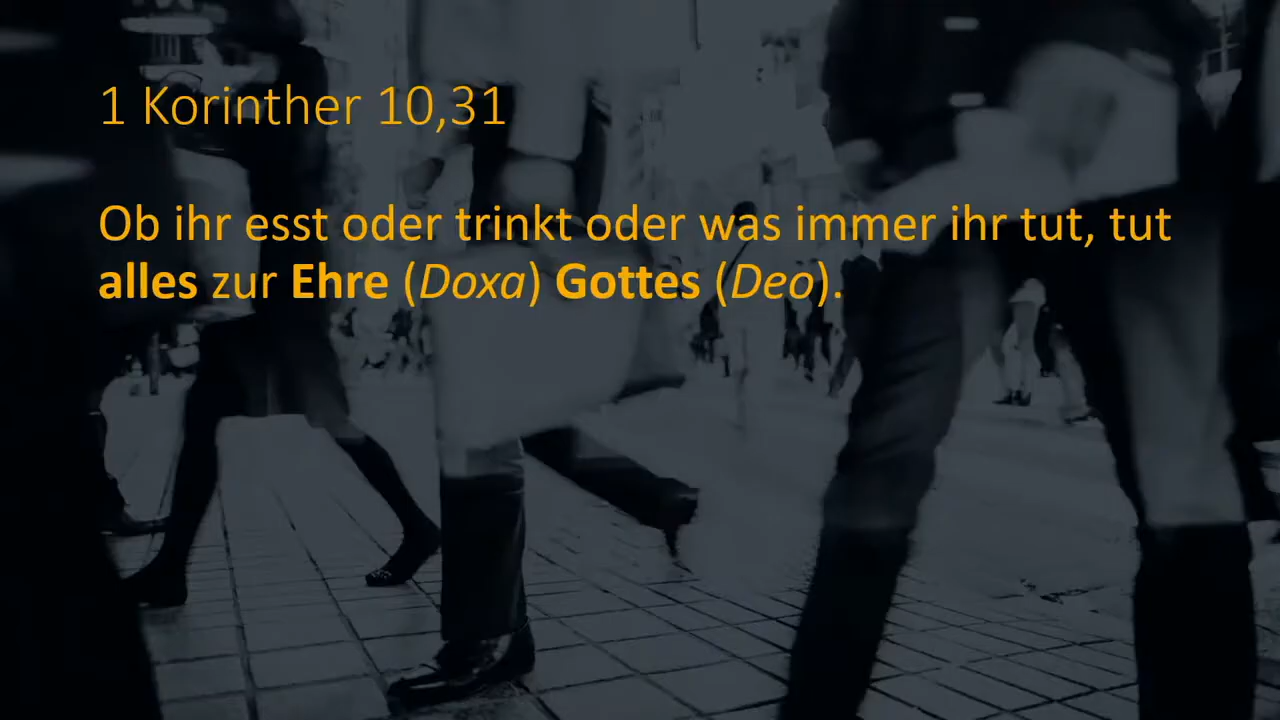 1 Korinther 10,31
Ob ihr esst oder trinkt oder was immer ihr tut, tut
alles zur Ehre (Doxa) Gottes (Deo).